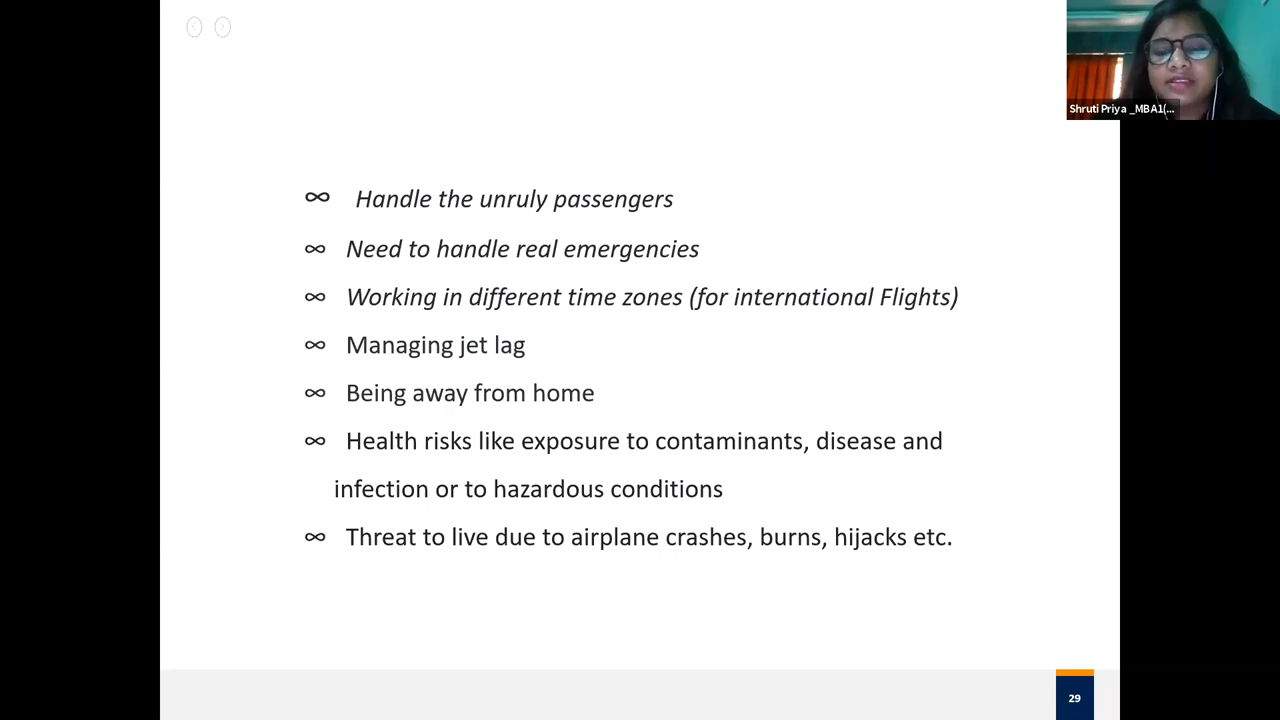 Shruti Priya _MBA1(...
∞ Handle the unruly passengers
∞ Need to handle real emergencies
∞ Working in different time zones (for international Flights)
∞ Managing jet lag
∞ Being away from home
∞ Health risks like exposure to contaminants, disease and
infection or to hazardous conditions
∞ Threat to live due to airplane crashes, burns, hijacks etc.
29